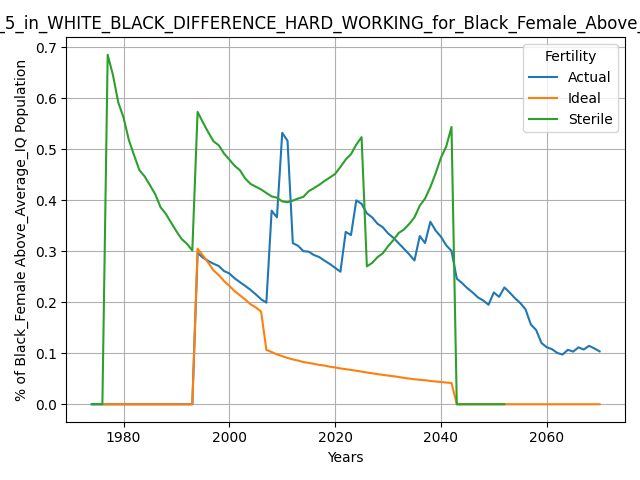 _5_in_WHITE_BLACK_DIFFERENCE_HARD_WORKING_for_Black_Female_Above_
% of Black_Female Above_Average_IQ Population
0.7
0.6
0.5
0.4
0.3
0.2
0.1
0.0
Fertility
Actual
Ideal
Sterile
1980 2000 2020 2040 2060
Years